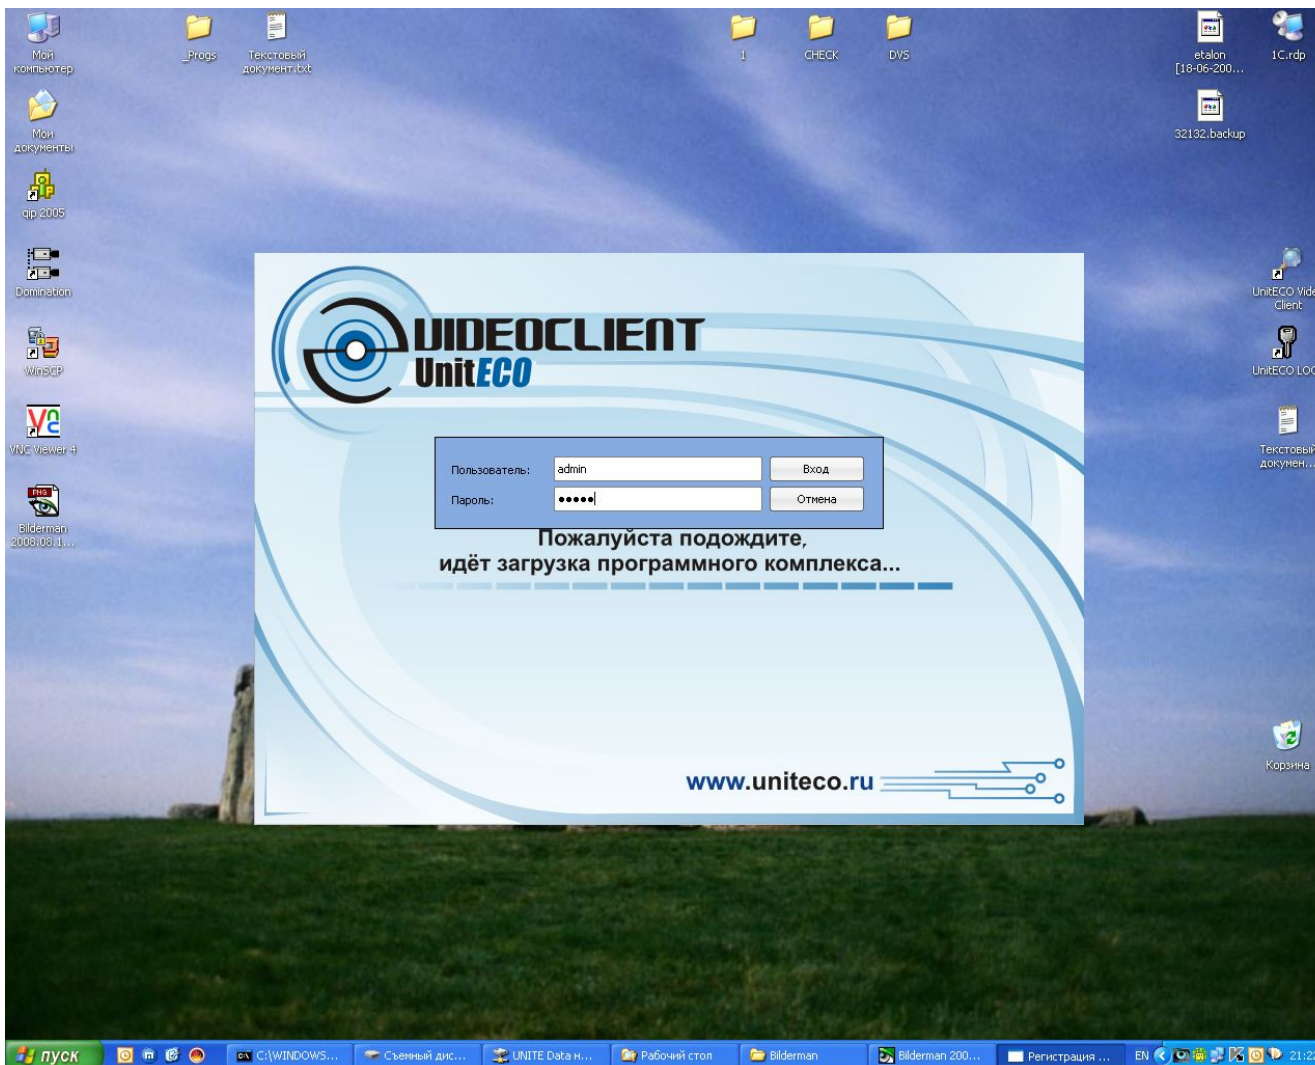 Мой
компьютер
_Progs
Текстовый
документ.txt
1
CHECK
DVS
etalon
[18-06-200...
1C.rdp
Мои
документы
32132.backup
qip 2005
Domination
UnitECO Vide
Client
WinSCP
UnitECO LOG
VNC Viewer 4
Текстовый
докумен...
PNG
Bilderman
2008.08.1...
VIDEOCLIENT
UnitECO
Пользователь:
admin
Вход
Пароль:
•••••
Отмена
Пожалуйста подождите,
идёт загрузка программного комплекса...
www.uniteco.ru
Корзина
пуск
C:\WINDOWS...
Съемный дис...
UNITE Data н...
Рабочий стол
Bilderman
Bilderman 200...
Регистрация ...
EN